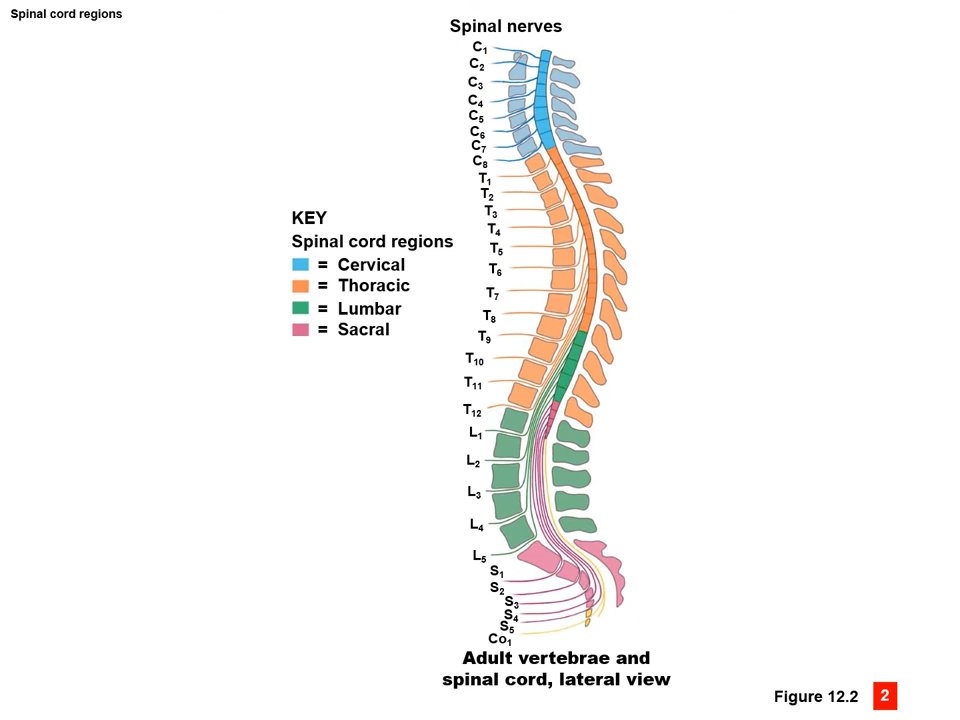 Spinal cord regions
Spinal nerves
C1
C2
C3
C4
C5
C6
C7
C8
T1
T2
T3
T4
T5
T6
T7
T8
T9
T10
T11
T12
L1
L2
L3
L4
L5
S1
S2
S3
S4
S5
Co1
KEY
Spinal cord regions
= Cervical
= Thoracic
= Lumbar
= Sacral
Adult vertebrae and
spinal cord, lateral view
Figure 12.2 2